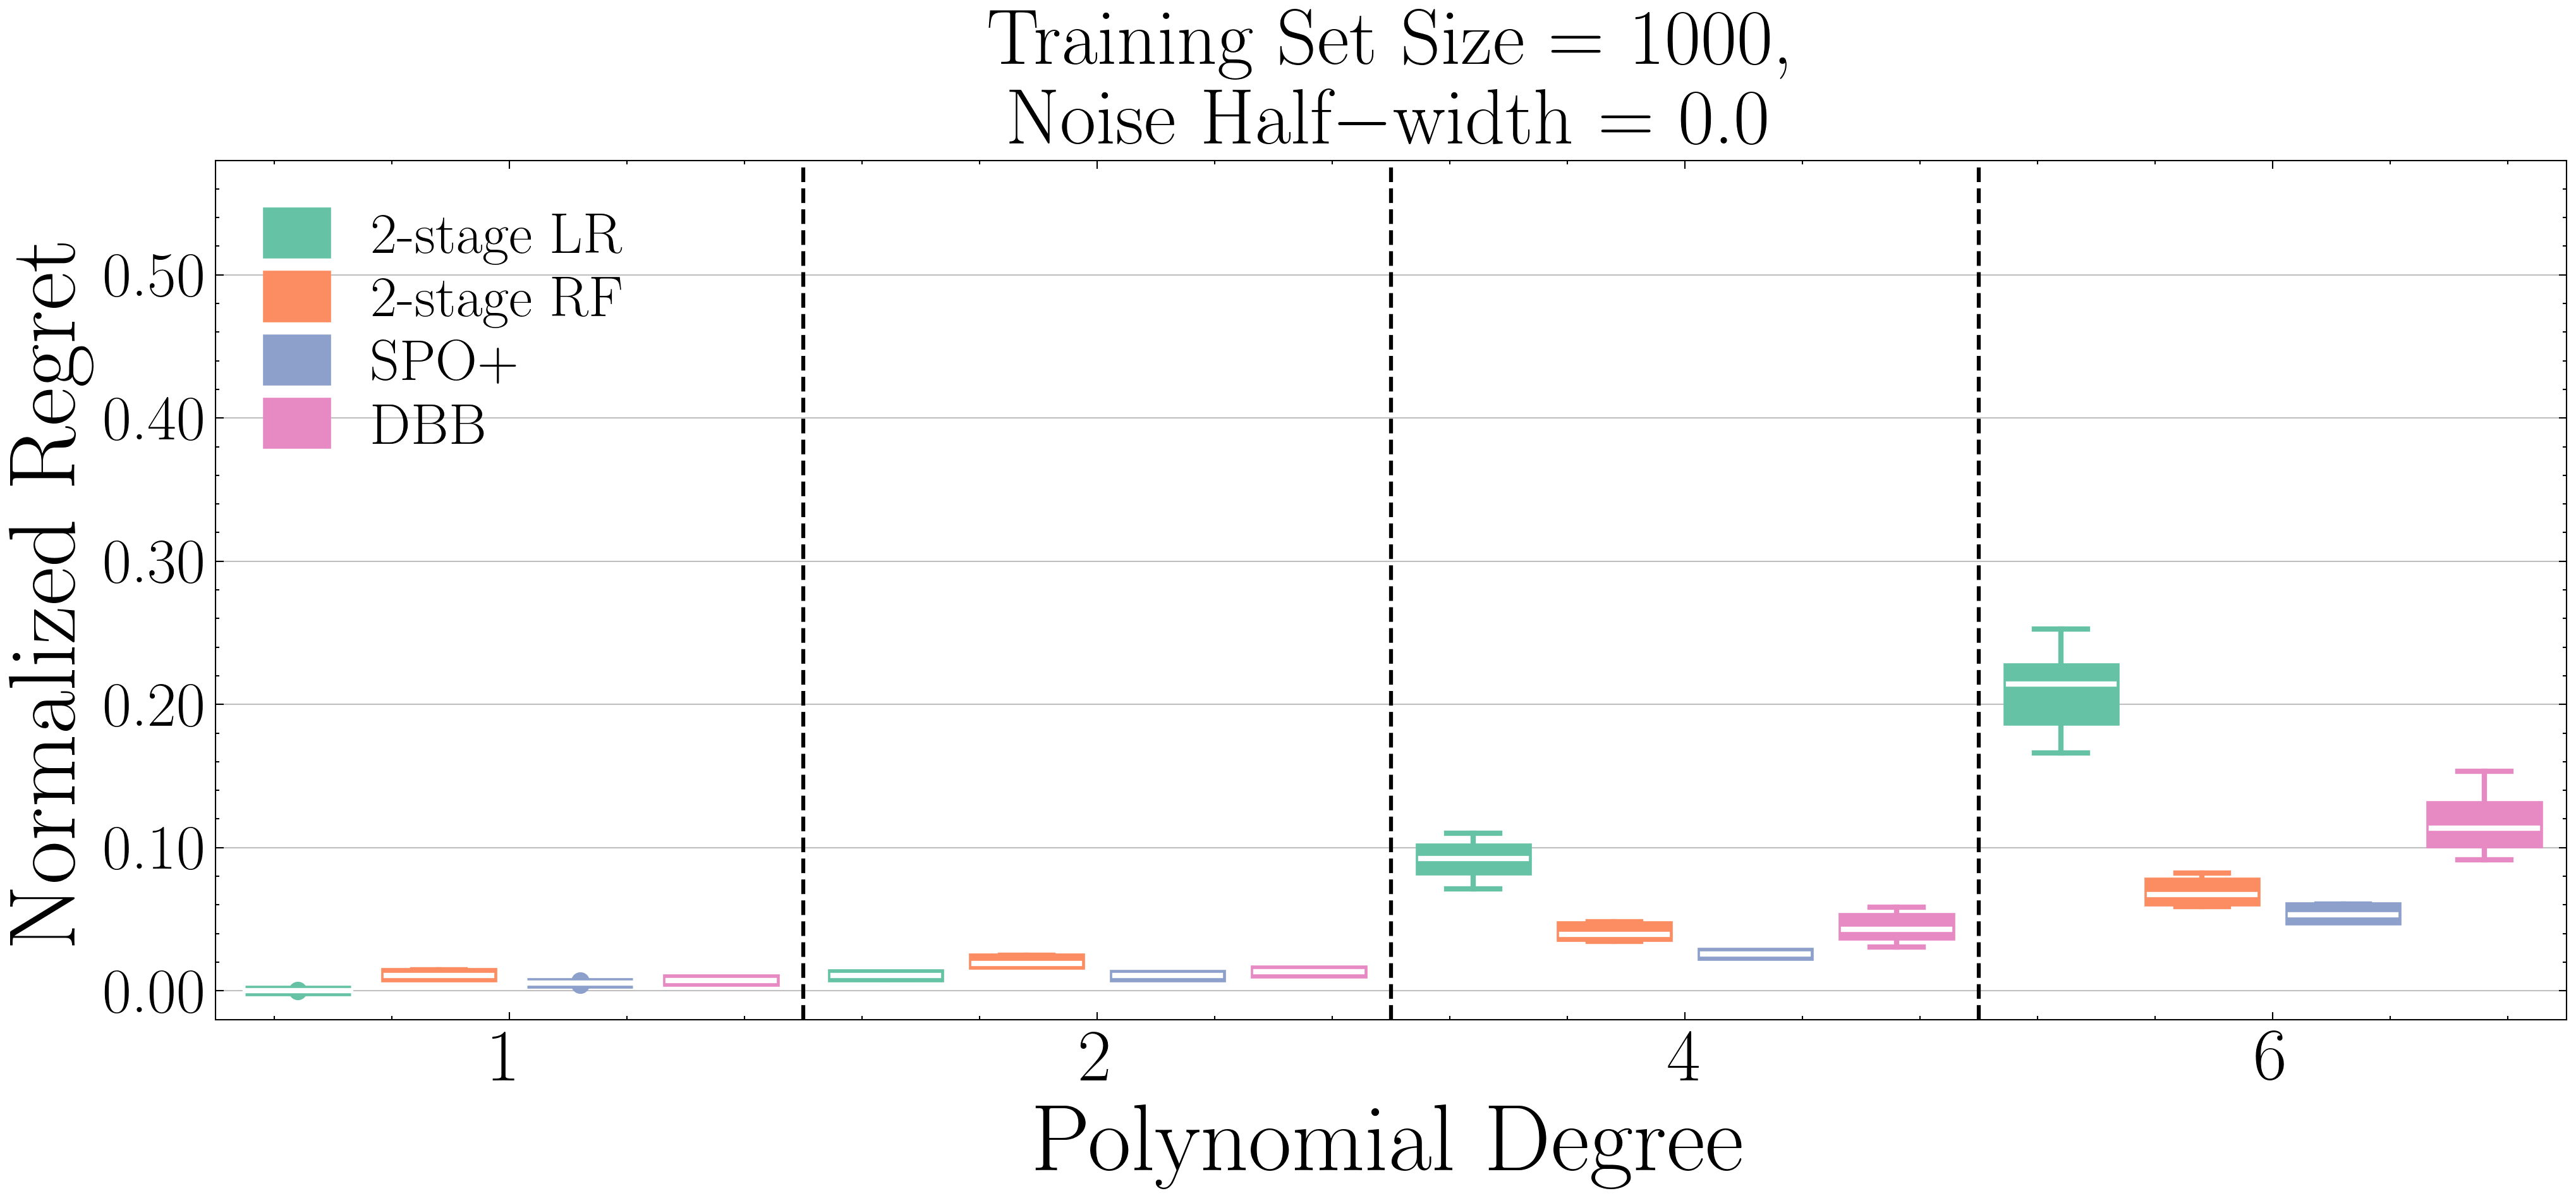 Training Set Size = 1000,
Noise Half−width = 0.0
Normalized Regret
0.50
0.40
0.30
0.20
0.10
0.00
2-stage LR
2-stage RF
SPO+
DBB
1
2
4
6
Polynomial Degree